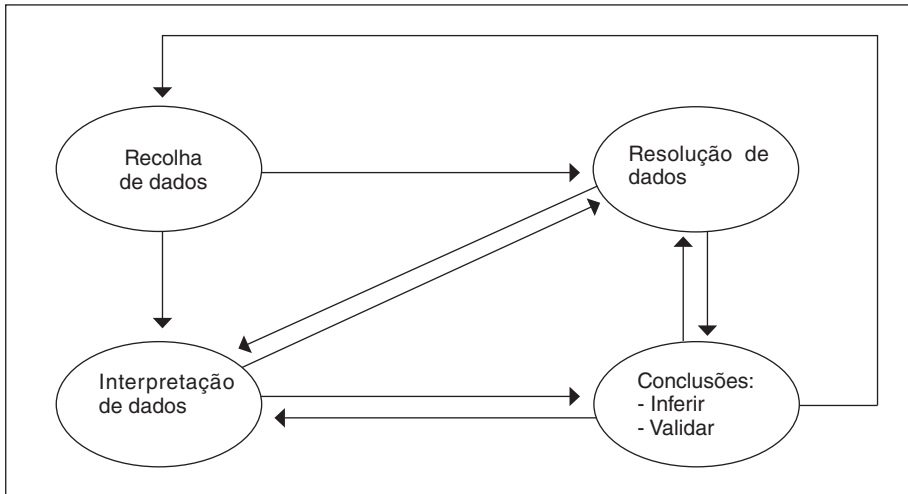 Recolha
de dados
Resolução de
dados
Interpretação
de dados
Conclusões:
- Inferir
- Validar